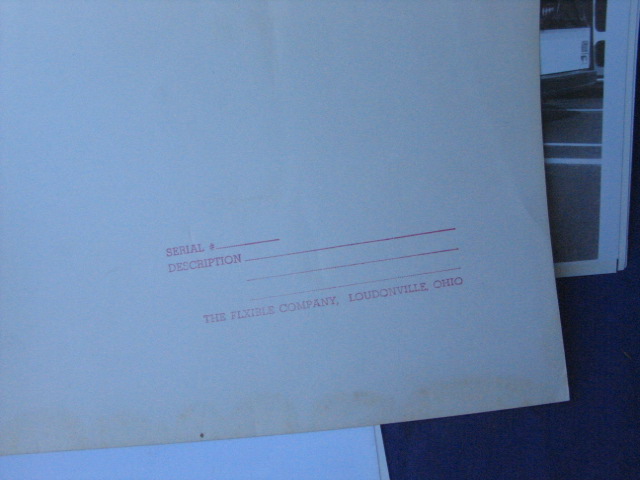 SERIAL #
DESCRIPTION
THE FLXIBLE COMPANY, LOUDONVILLE, OHIO